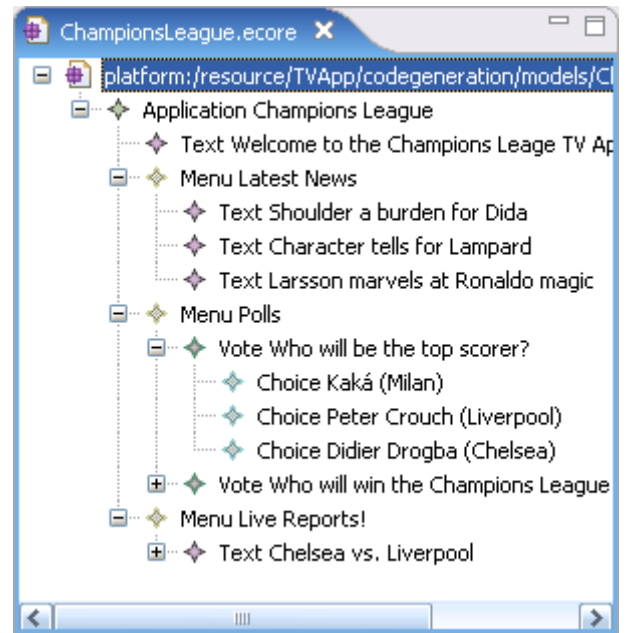 ChampionsLeague.ecore
platform:/resource/TVApp/codegeneration/models/
Application Champions League
Text Welcome to the Champions Leage TV
Menu Latest News
Text Shoulder a burden for Dida
Text Character tells for Lampard
Text Larsson marvels at Ronaldo magic
Menu Polls
Vote Who will be the top scorer?
Choice Kaká (Milan)
Choice Peter Crouch (Liverpool)
Choice Didier Drogba (Chelsea)
Vote Who will win the Champions League
Menu Live Reports!
Text Chelsea vs. Liverpool